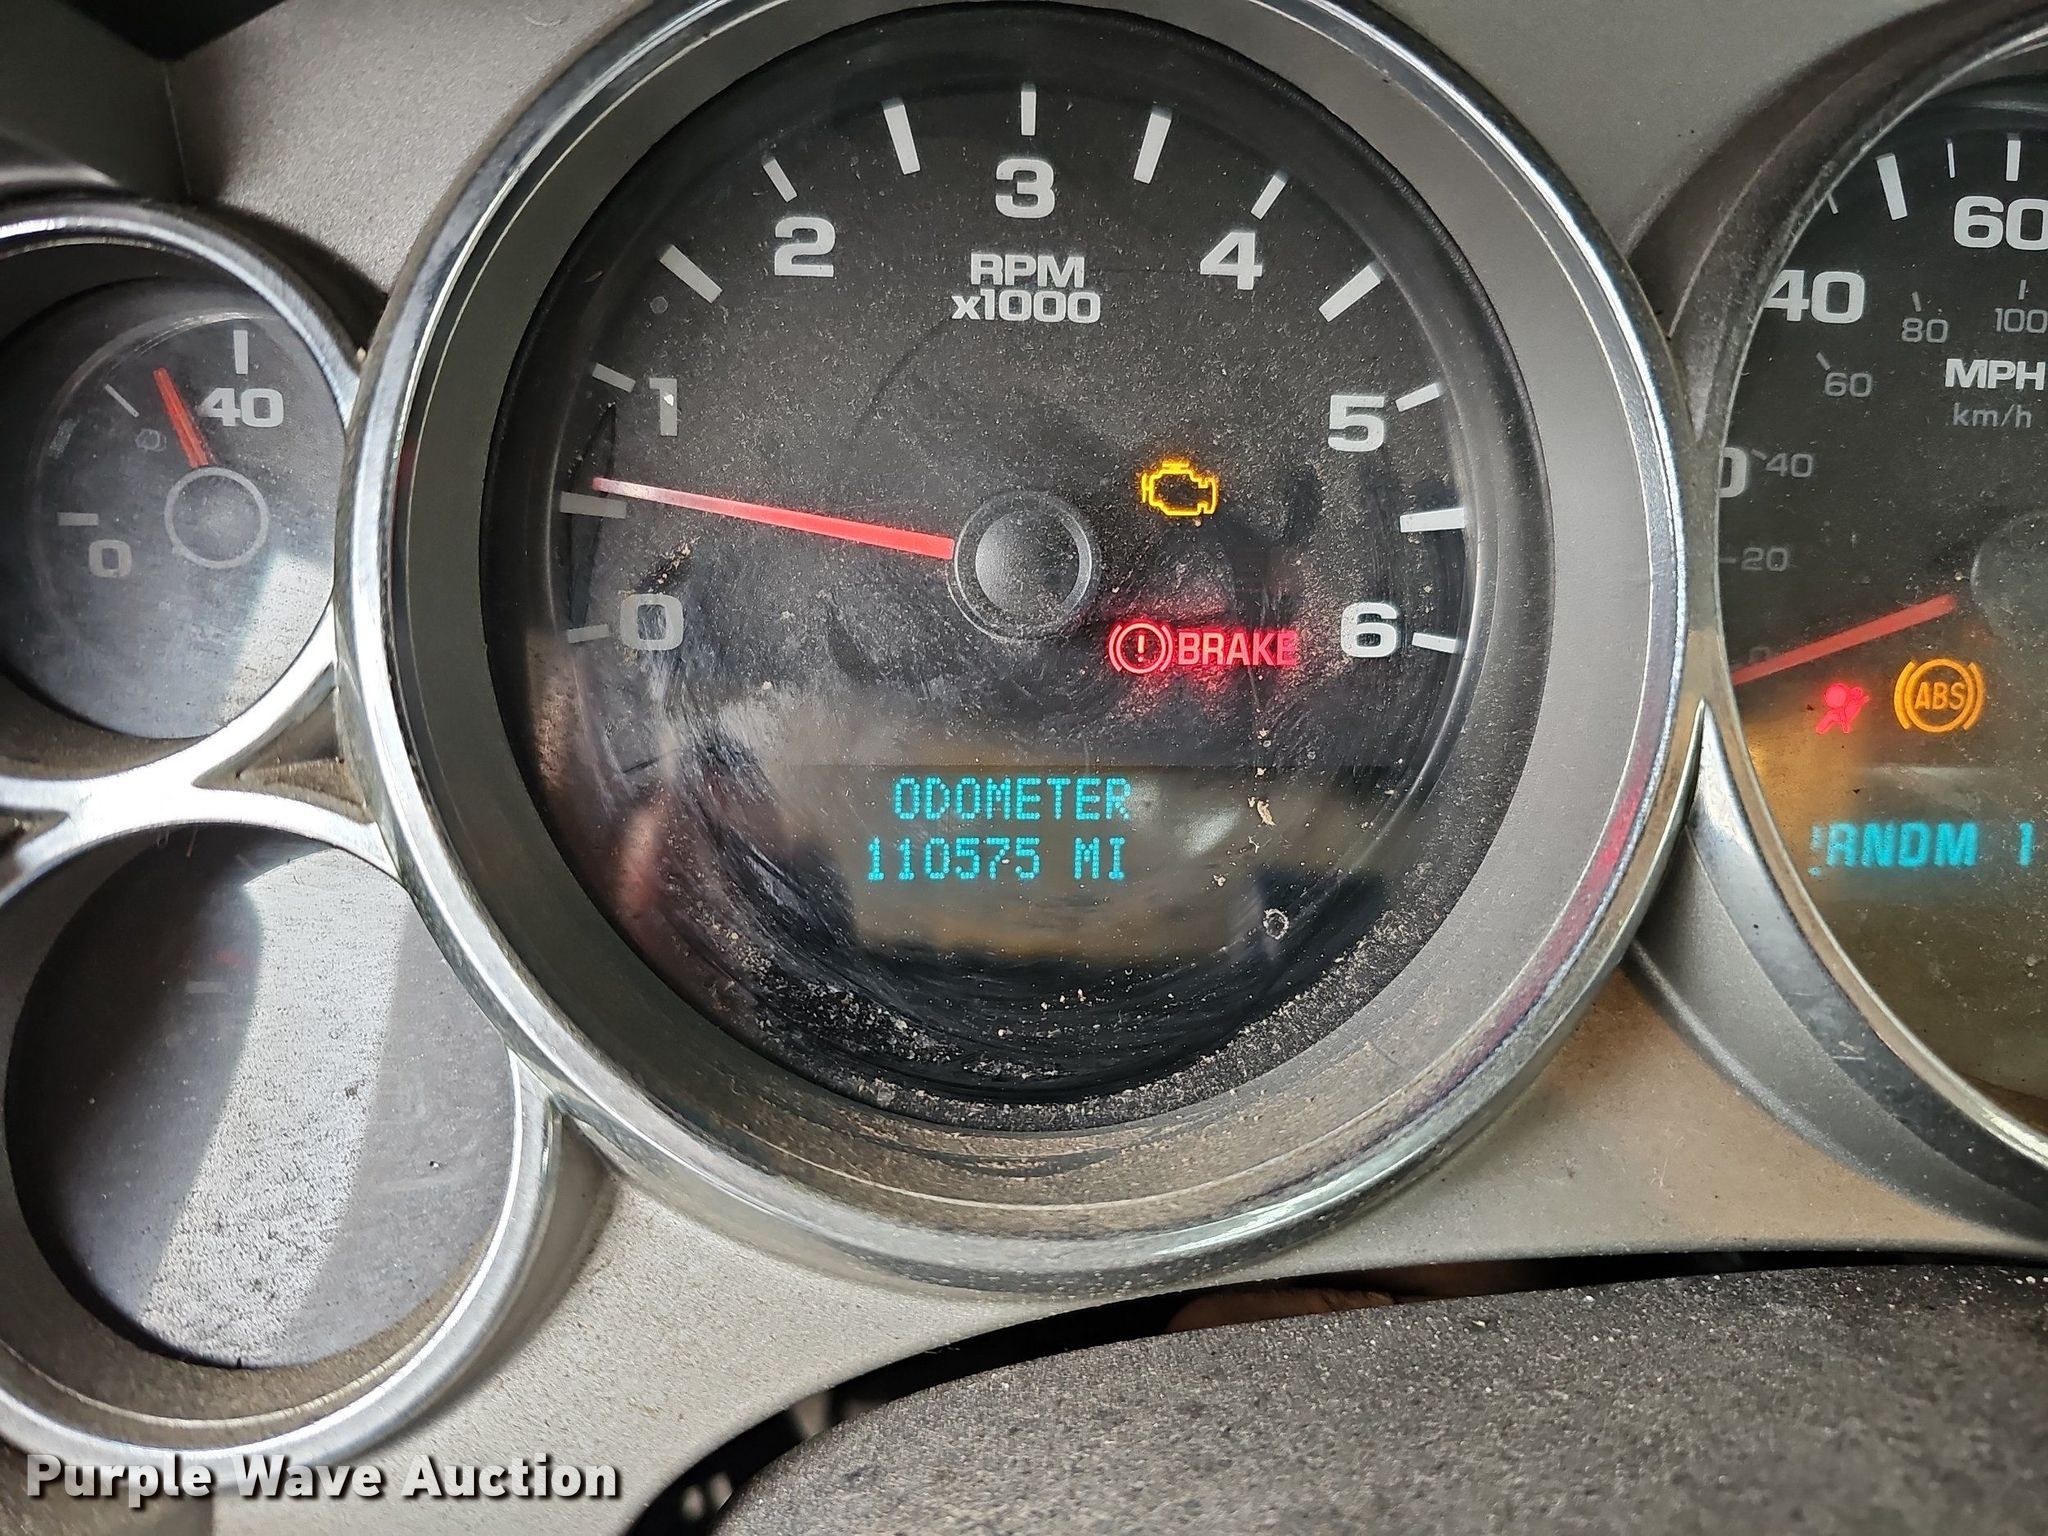 3
2
4
RPM
x1000
1
5
0
6
BRAKE
ODOMETER
110575 MI
40
0
60
40
80
100
60
MPH
km/h
40
20
ABS
RNDM 1
Purple Wave Auction